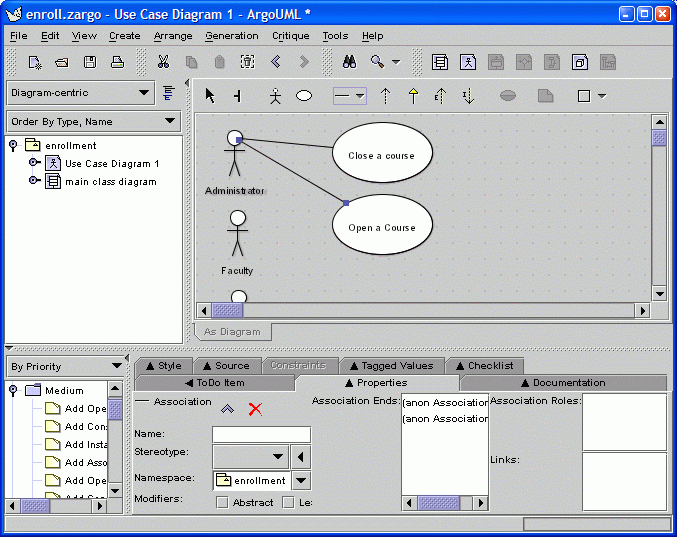 enroll.zargo - Use Case Diagram 1 - ArgoUML *
File Edit View Create Arrange Generation Critique Tools Help
Diagram-centric
Order By Type, Name
enrollment
Use Case Diagram 1
main class diagram
Close a course
Administrator
Open a Course
Faculty
As Diagram
By Priority
Medium
Add Ope
Add Con
Add Insta
Add Asso
Add Ope
Style Source Constraints Tagged Values Checklist
ToDo Item Properties Documentation
Association
Name:
Stereotype:
Namespace: enrollment
Modifiers: Abstract
Association Ends:
(anon Association
(anon Association
Association Roles:
Links: